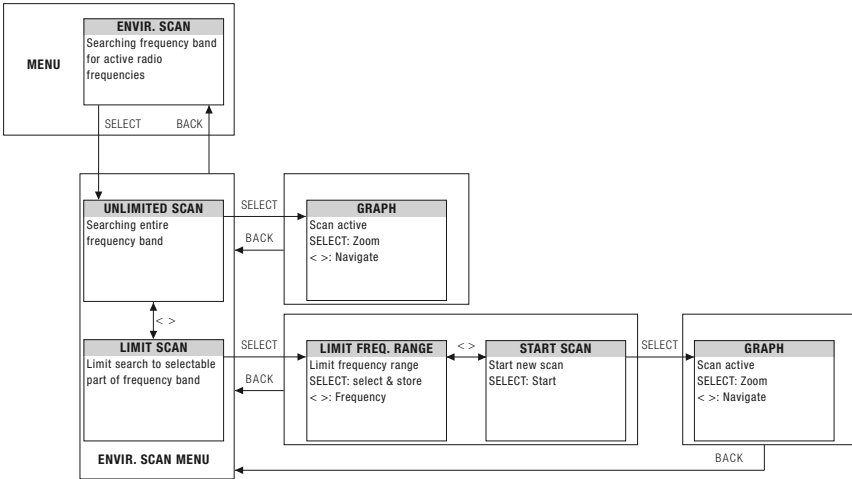 ENVIR. SCAN
Searching frequency band
for active radio
frequencies
MENU
SELECT
BACK
UNLIMITED SCAN
Searching entire
frequency band
SELECT
BACK
GRAPH
Scan active
SELECT: Zoom
< >: Navigate
< >
LIMIT SCAN
Limit search to selectable
part of frequency band
SELECT
BACK
LIMIT FREQ. RANGE
Limit frequency range
SELECT: select & store
< >: Frequency
< >
START SCAN
Start new scan
SELECT: Start
SELECT
GRAPH
Scan active
SELECT: Zoom
< >: Navigate
ENVIR. SCAN MENU
BACK